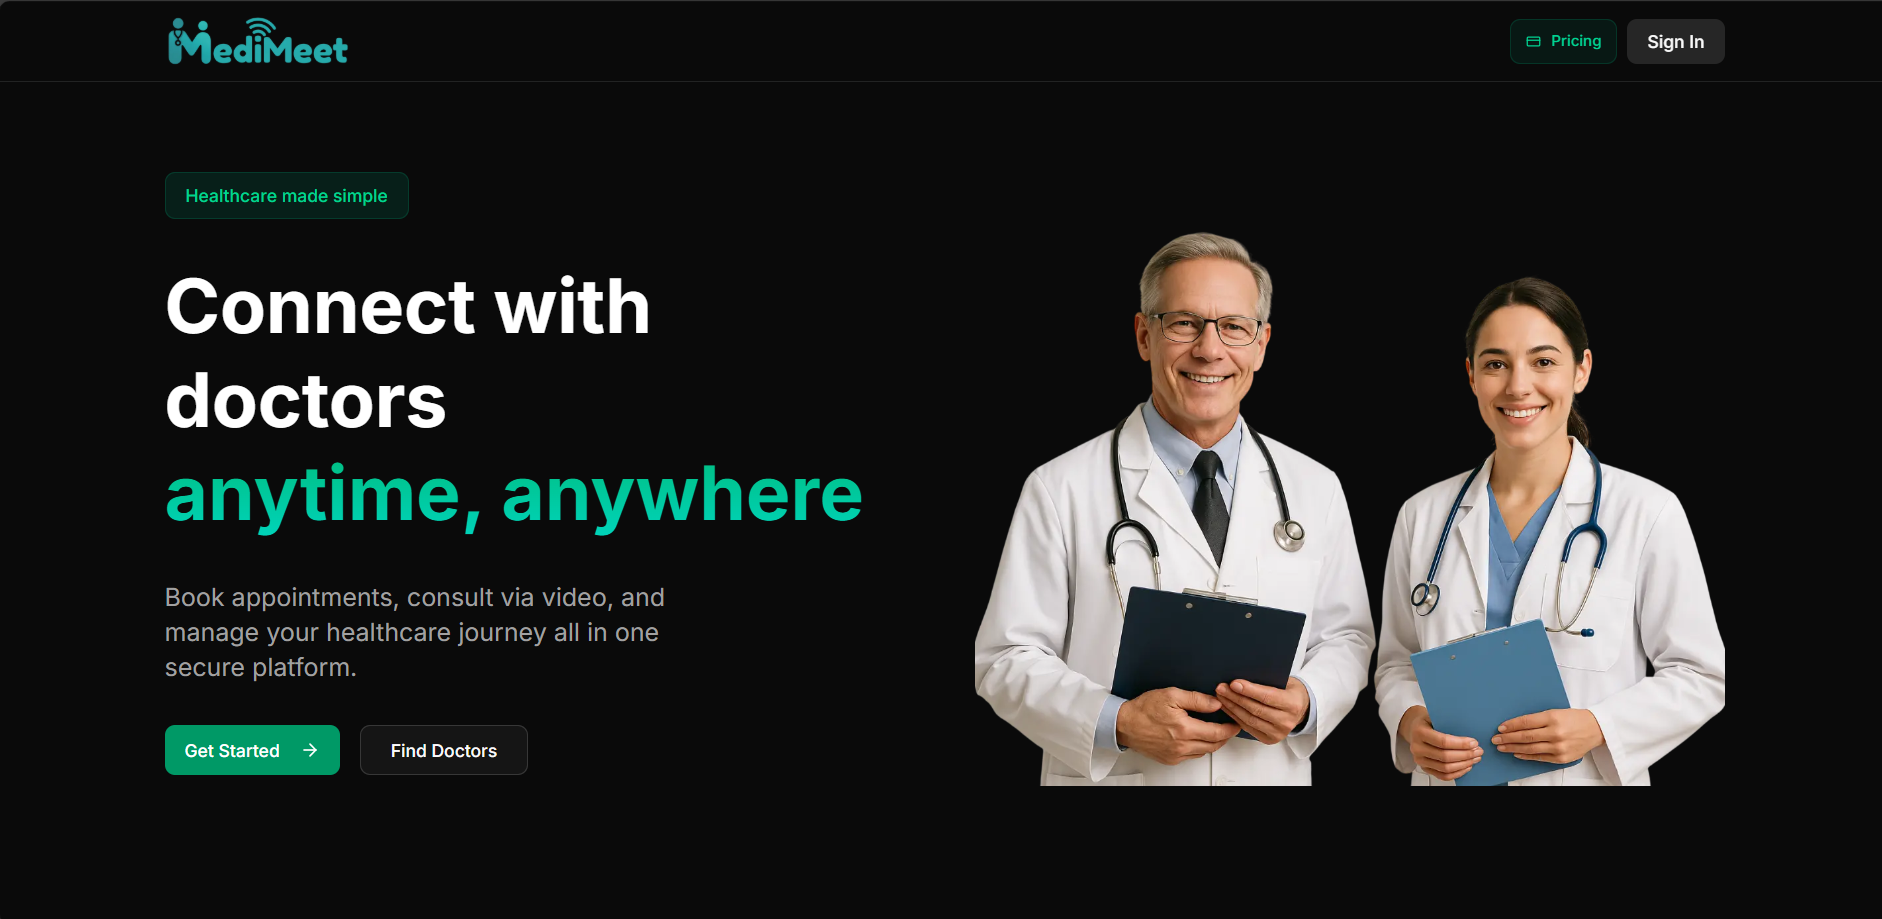 MediMeet
Pricing
Sign In
Healthcare made simple
Connect with
doctors
anytime, anywhere
Book appointments, consult via video, and
manage your healthcare journey all in one
secure platform.
Get Started
Find Doctors